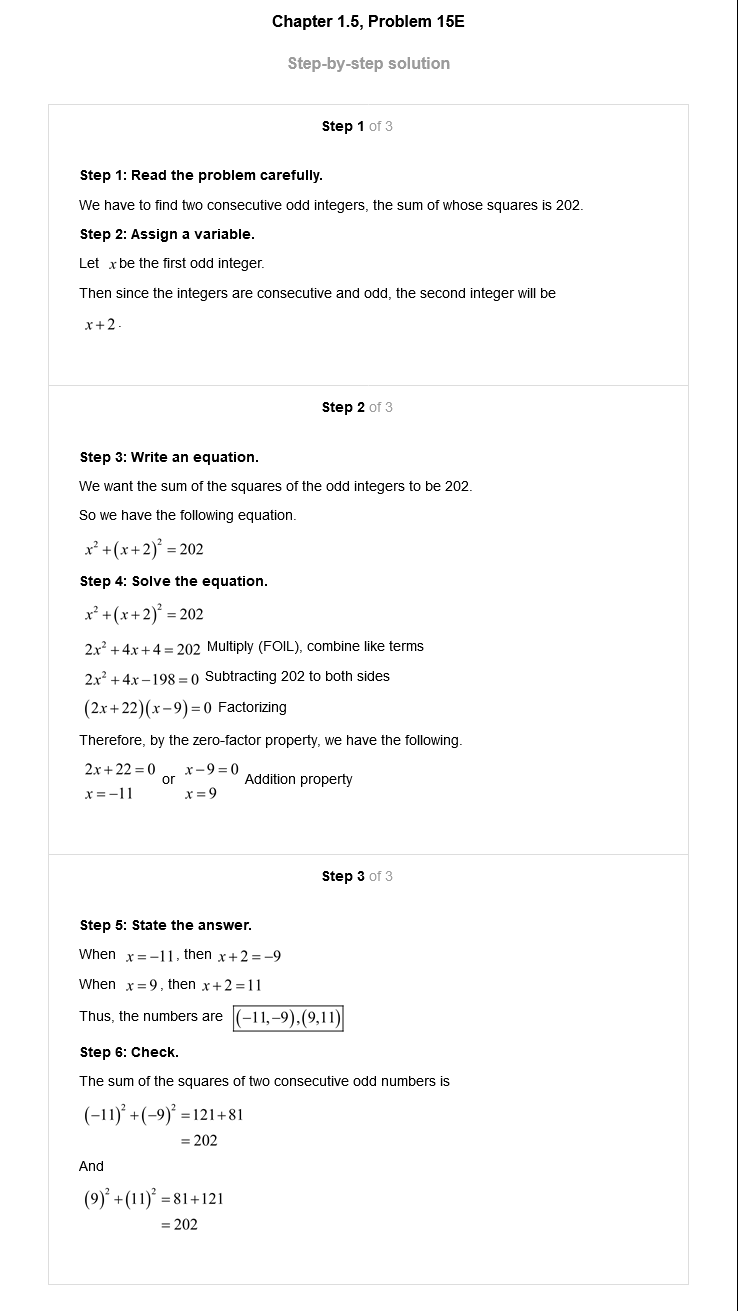 Chapter 1.5, Problem 15E
Step-by-step solution
Step 1 of 3
Step 1: Read the problem carefully.
We have to find two consecutive odd integers, the sum of whose squares is 202.
Step 2: Assign a variable.
Let x be the first odd integer.
Then since the integers are consecutive and odd, the second integer will be
x+2.
Step 2 of 3
Step 3: Write an equation.
We want the sum of the squares of the odd integers to be 202.
So we have the following equation.
x²+(x+2)²=202
Step 4: Solve the equation.
x²+(x+2)²=202
2x²+4x+4=202 Multiply (FOIL), combine like terms
2x²+4x−198=0 Subtracting 202 to both sides
(2x+22)(x−9)=0 Factorizing
Therefore, by the zero-factor property, we have the following.
2x+22=0 or x−9=0 Addition property
x=−11 x=9
Step 3 of 3
Step 5: State the answer.
When x=−11, then x+2=−9
When x=9, then x+2=11
Thus, the numbers are (−11,−9),(9,11)
Step 6: Check.
The sum of the squares of two consecutive odd numbers is
(−11)²+(−9)²=121+81
=202
And
(9)²+(11)²=81+121
=202